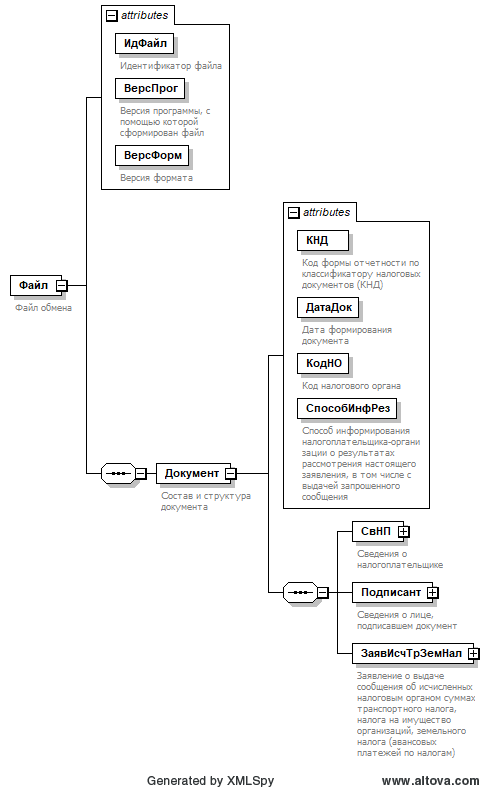 attributes
ИдФайл
Идентификатор файла
ВерсПрог
Версия программы, с
помощью которой
сформирован файл
ВерсФорм
Версия формата
Файл
Файл обмена
attributes
КНД
Код формы отчетности по
классификатору налоговых
документов (КНД)
ДатаДок
Дата формирования
документа
КодНО
Код налогового органа
СпособИнфРез
Способ информирования
налогоплательщика-органи
зации о результатах
рассмотрения настоящего
заявления, в том числе с
выдачей запрошенного
сообщения
Документ
Состав и структура
документа
СвНП
Сведения о
налогоплательщике
Подписант
Сведения о лице,
подписавшем документ
ЗаявИсчТрЗемНал
Заявление о выдаче
сообщения об исчисленных
налоговым органом суммах
транспортного налога,
налога на имущество
организаций, земельного
налога (авансовых
платежей по налогам)
Generated by XMLSpy
www.altova.com